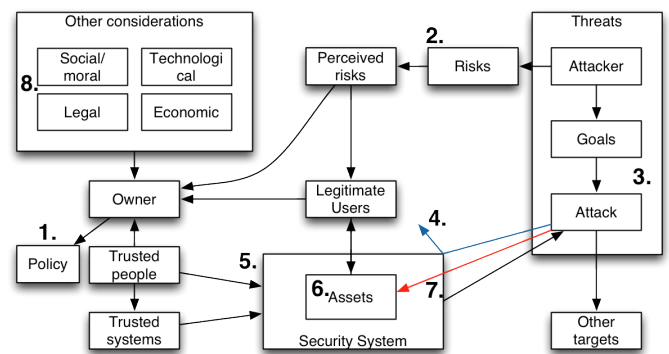 Other considerations
Social/
moral
Technologi
cal
8.
Legal
Economic
Perceived
risks
2.
Risks
Threats
Attacker
Goals
3.
Attack
Owner
Legitimate
Users
1.
Policy
Trusted
people
4.
5.
6.
Assets
7.
Trusted
systems
Security System
Other
targets